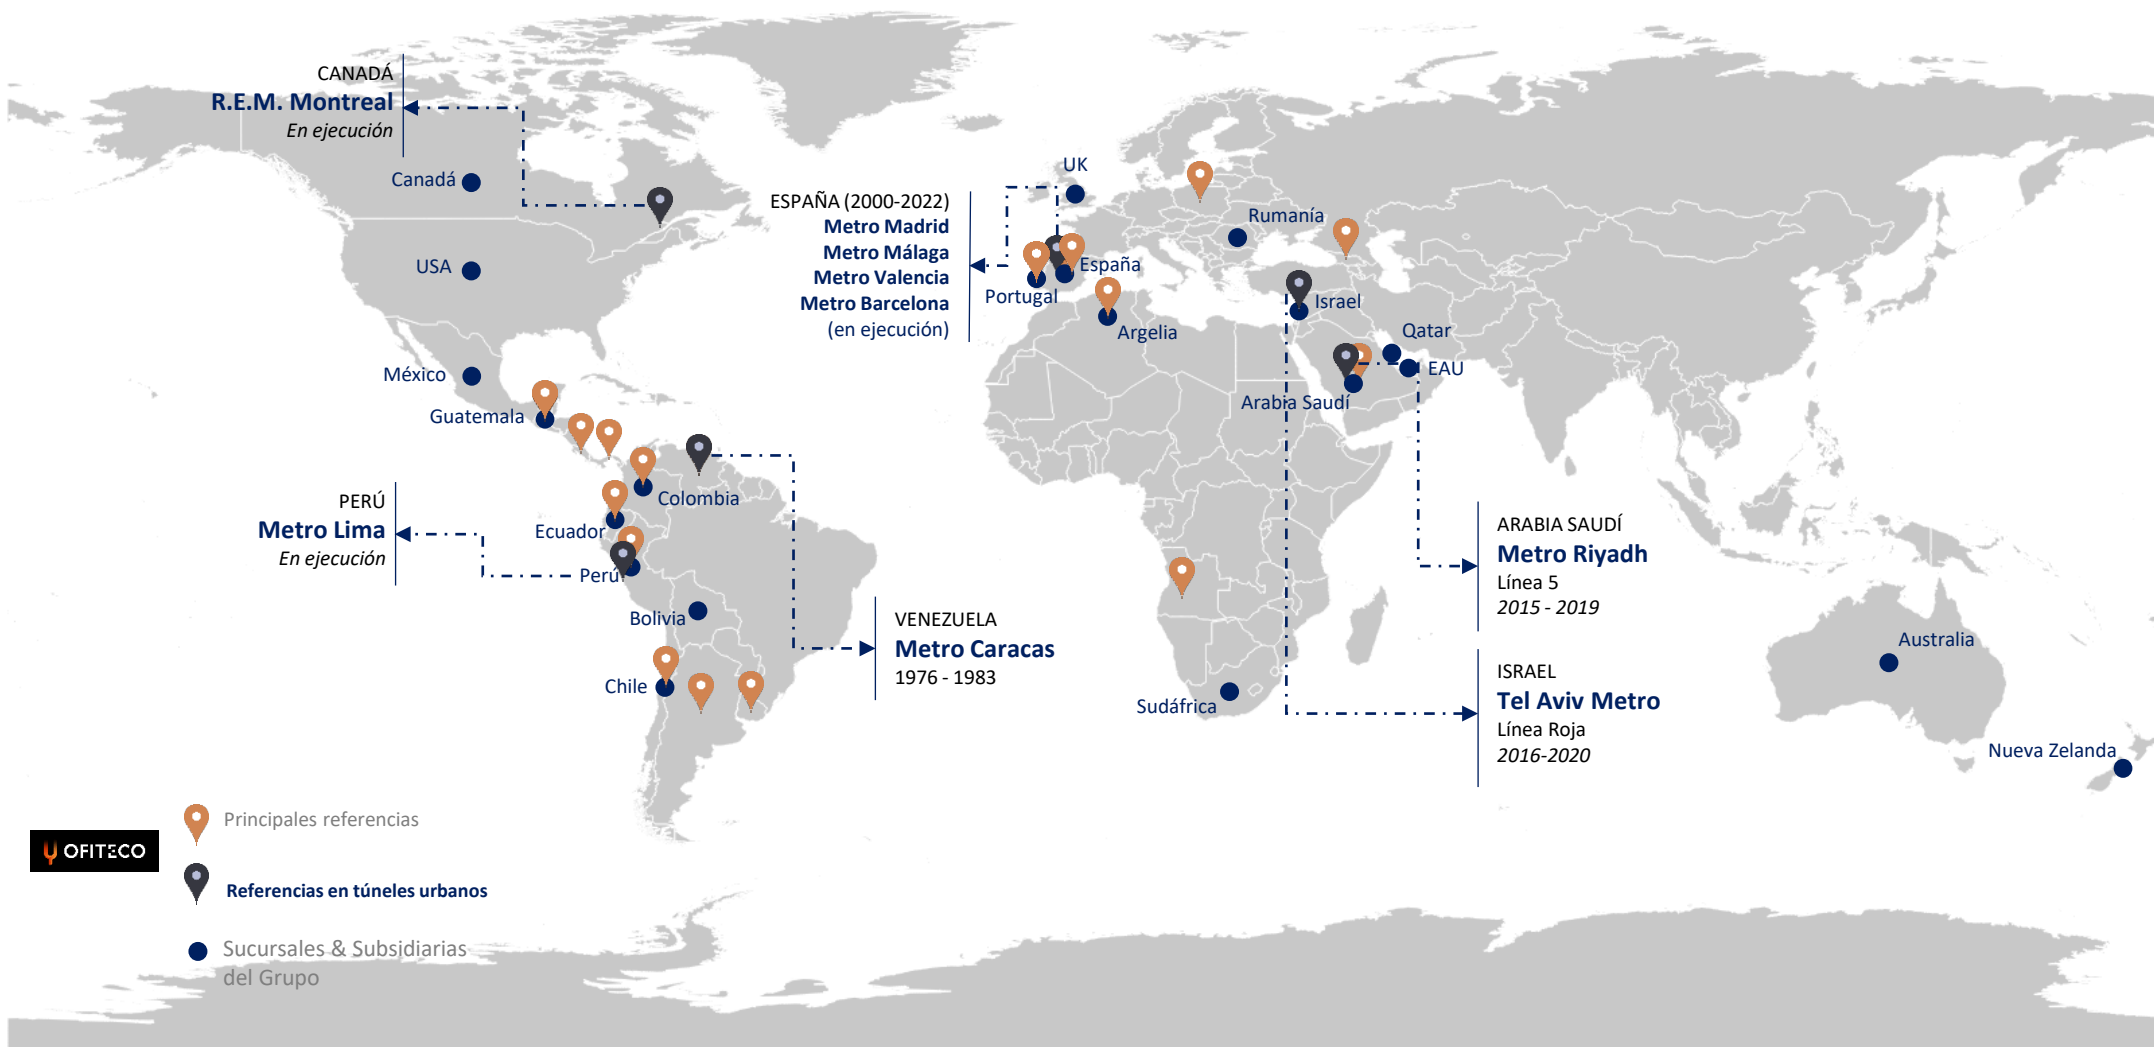 CANADÁ
R.E.M. Montreal
En ejecución
Canadá
USA
México
Guatemala
PERÚ
Metro Lima
En ejecución
Colombia
Ecuador
Perú
Bolivia
Chile
VENEZUELA
Metro Caracas
1976 - 1983
ESPAÑA (2000-2022)
Metro Madrid
Metro Málaga
Metro Valencia
Metro Barcelona
(en ejecución)
UK
Rumanía
España
Portugal
Argelia
Israel
Qatar
EAU
Arabia Saudí
Sudáfrica
ARABIA SAUDÍ
Metro Riyadh
Línea 5
2015 - 2019
ISRAEL
Tel Aviv Metro
Línea Roja
2016-2020
Australia
Nueva Zelanda
OFITECO
Principales referencias
Referencias en túneles urbanos
Sucursales & Subsidiarias
del Grupo